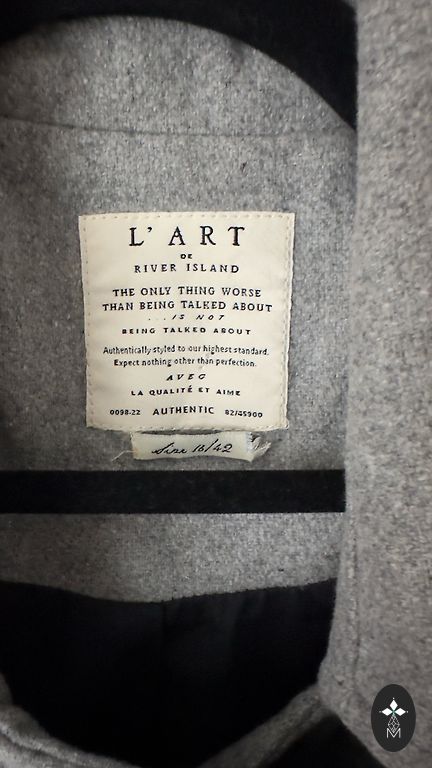 L'ART
DE
RIVER ISLAND
THE ONLY THING WORSE
THAN BEING TALKED ABOUT
...IS NOT
BEING TALKED ABOUT
Authentically styled to our highest standard.
Expect nothing other than perfection.
AVEC
LA QUALITÉ ET AIME
0098-22 AUTHENTIC 82/45900
Size 16/42
M